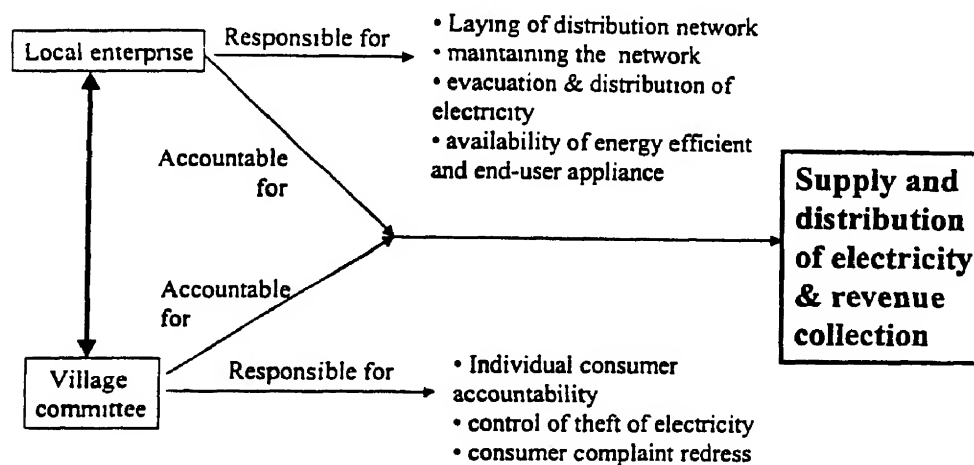 Local enterprise
Responsible for
• Laying of distribution network
• maintaining the network
• evacuation & distribution of
electricity
• availability of energy efficient
and end-user appliance
Accountable
for
Supply and
distribution
of electricity
& revenue
collection
Accountable
for
Village
committee
Responsible for
• Individual consumer
accountability
• control of theft of electricity
• consumer complaint redress